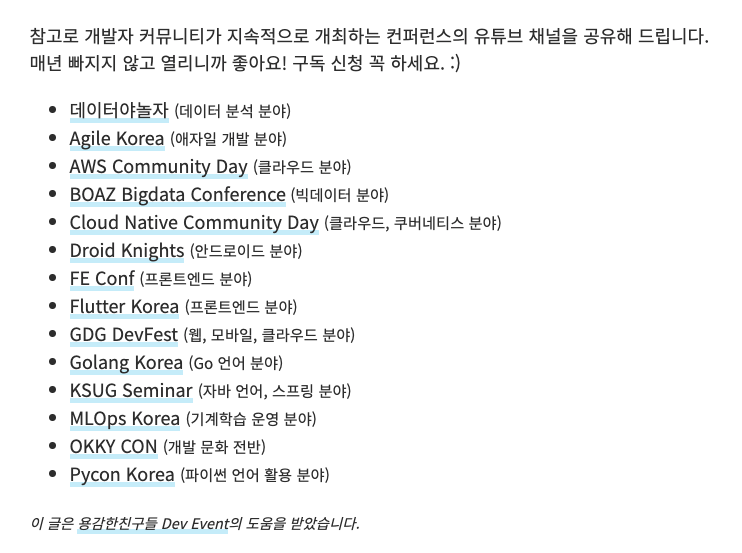 참고로 개발자 커뮤니티가 지속적으로 개최하는 컨퍼런스의 유튜브 채널을 공유해 드립니다.
매년 빠지지 않고 열리니까 좋아요! 구독 신청 꼭 하세요. :)
• 데이터야놀자 (데이터 분석 분야)
• Agile Korea (애자일 개발 분야)
• AWS Community Day (클라우드 분야)
• BOAZ Bigdata Conference (빅데이터 분야)
• Cloud Native Community Day (클라우드, 쿠버네티스 분야)
• Droid Knights (안드로이드 분야)
• FE Conf (프론트엔드 분야)
• Flutter Korea (프론트엔드 분야)
• GDG DevFest (웹, 모바일, 클라우드 분야)
• Golang Korea (Go 언어 분야)
• KSUG Seminar (자바 언어, 스프링 분야)
• MLOps Korea (기계학습 운영 분야)
• OKKY CON (개발 문화 전반)
• Pycon Korea (파이썬 언어 활용 분야)
이 글은 용감한친구들 Dev Event의 도움을 받았습니다.